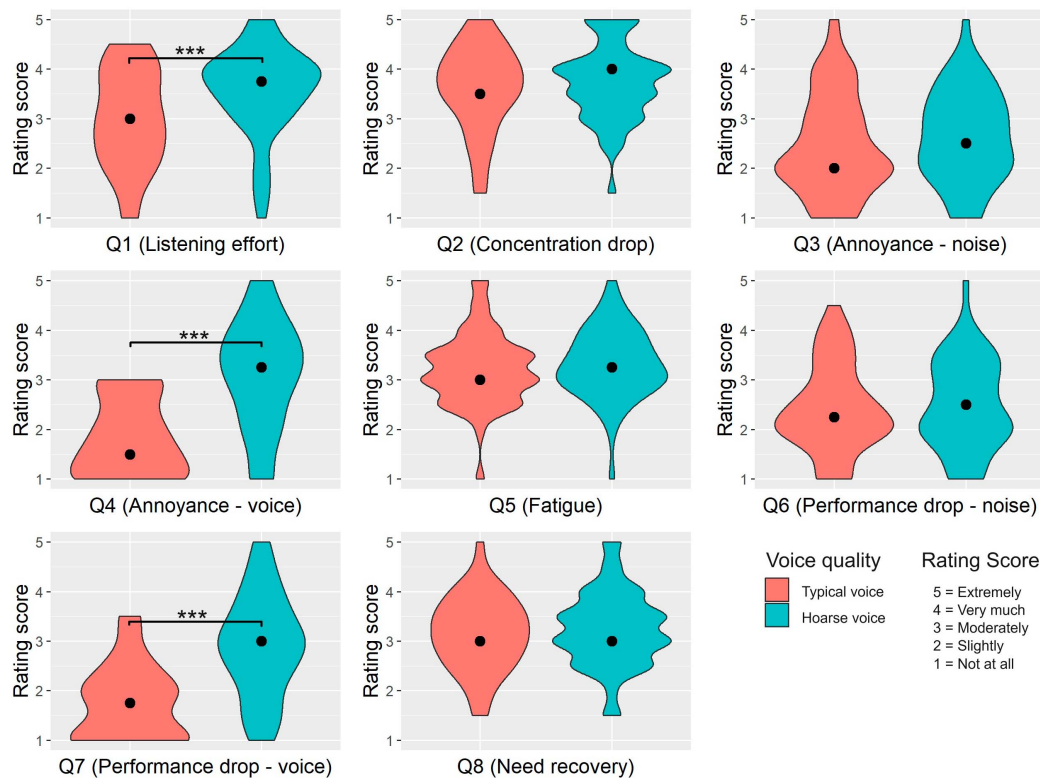 5
4
3
2
1
Rating score
***
Q1 (Listening effort)
5
4
3
2
1
Rating score
Q2 (Concentration drop)
5
4
3
2
1
Rating score
Q3 (Annoyance - noise)
5
4
3
2
1
Rating score
***
Q4 (Annoyance - voice)
5
4
3
2
1
Rating score
Q5 (Fatigue)
5
4
3
2
1
Rating score
Q6 (Performance drop - noise)
5
4
3
2
1
Rating score
***
Q7 (Performance drop - voice)
5
4
3
2
1
Rating score
Q8 (Need recovery)
Voice quality
Typical voice
Hoarse voice
Rating Score
5 = Extremely
4 = Very much
3 = Moderately
2 = Slightly
1 = Not at all